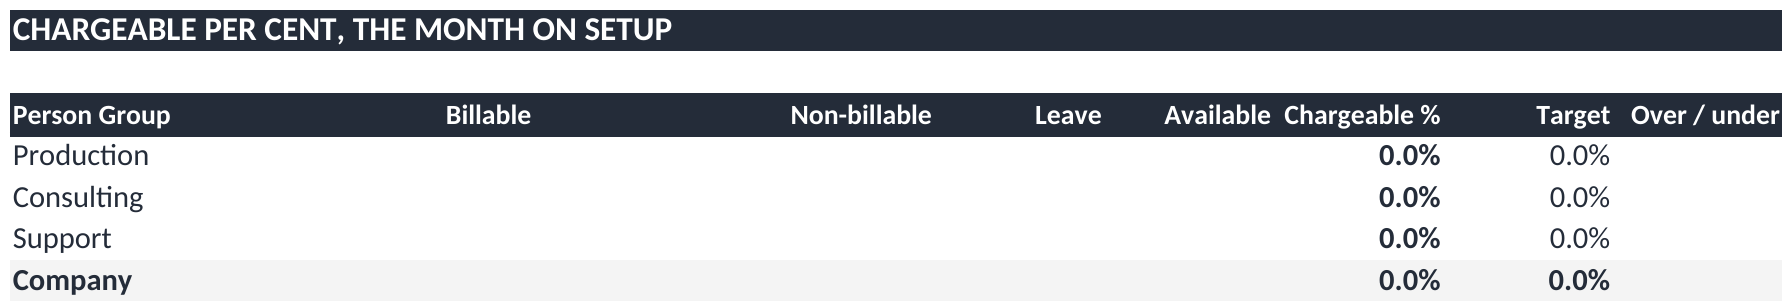 CHARGEABLE PER CENT, THE MONTH ON SETUP
Person Group Billable Non-billable Leave Available Chargeable % Target Over / under
Production 0.0% 0.0%
Consulting 0.0% 0.0%
Support 0.0% 0.0%
Company 0.0% 0.0%